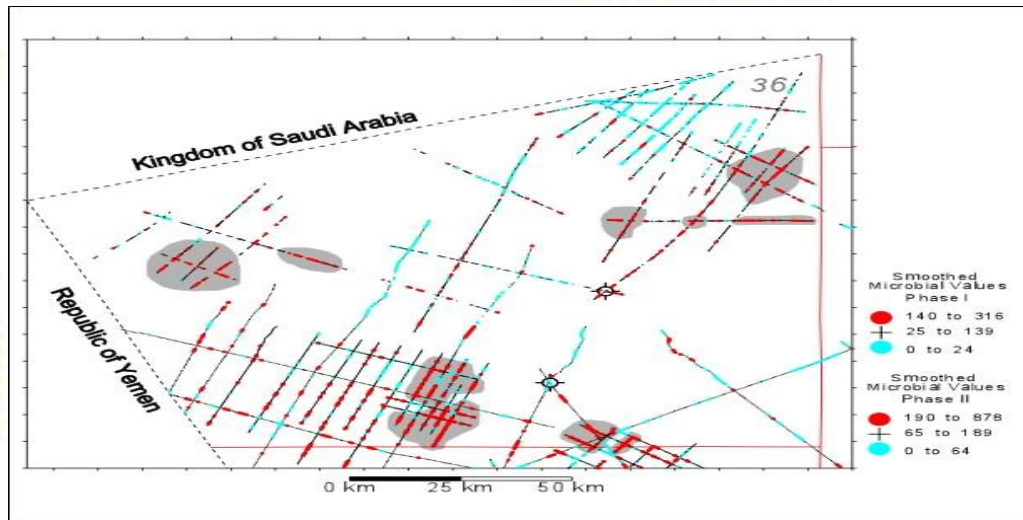 36
Kingdom of Saudi Arabia
Republic of Yemen
Smoothed
Microbial Values
Phase I
140 to 316
25 to 139
0 to 24
Smoothed
Microbial Values
Phase II
190 to 878
65 to 189
0 to 64
0 km 25 km 50 km